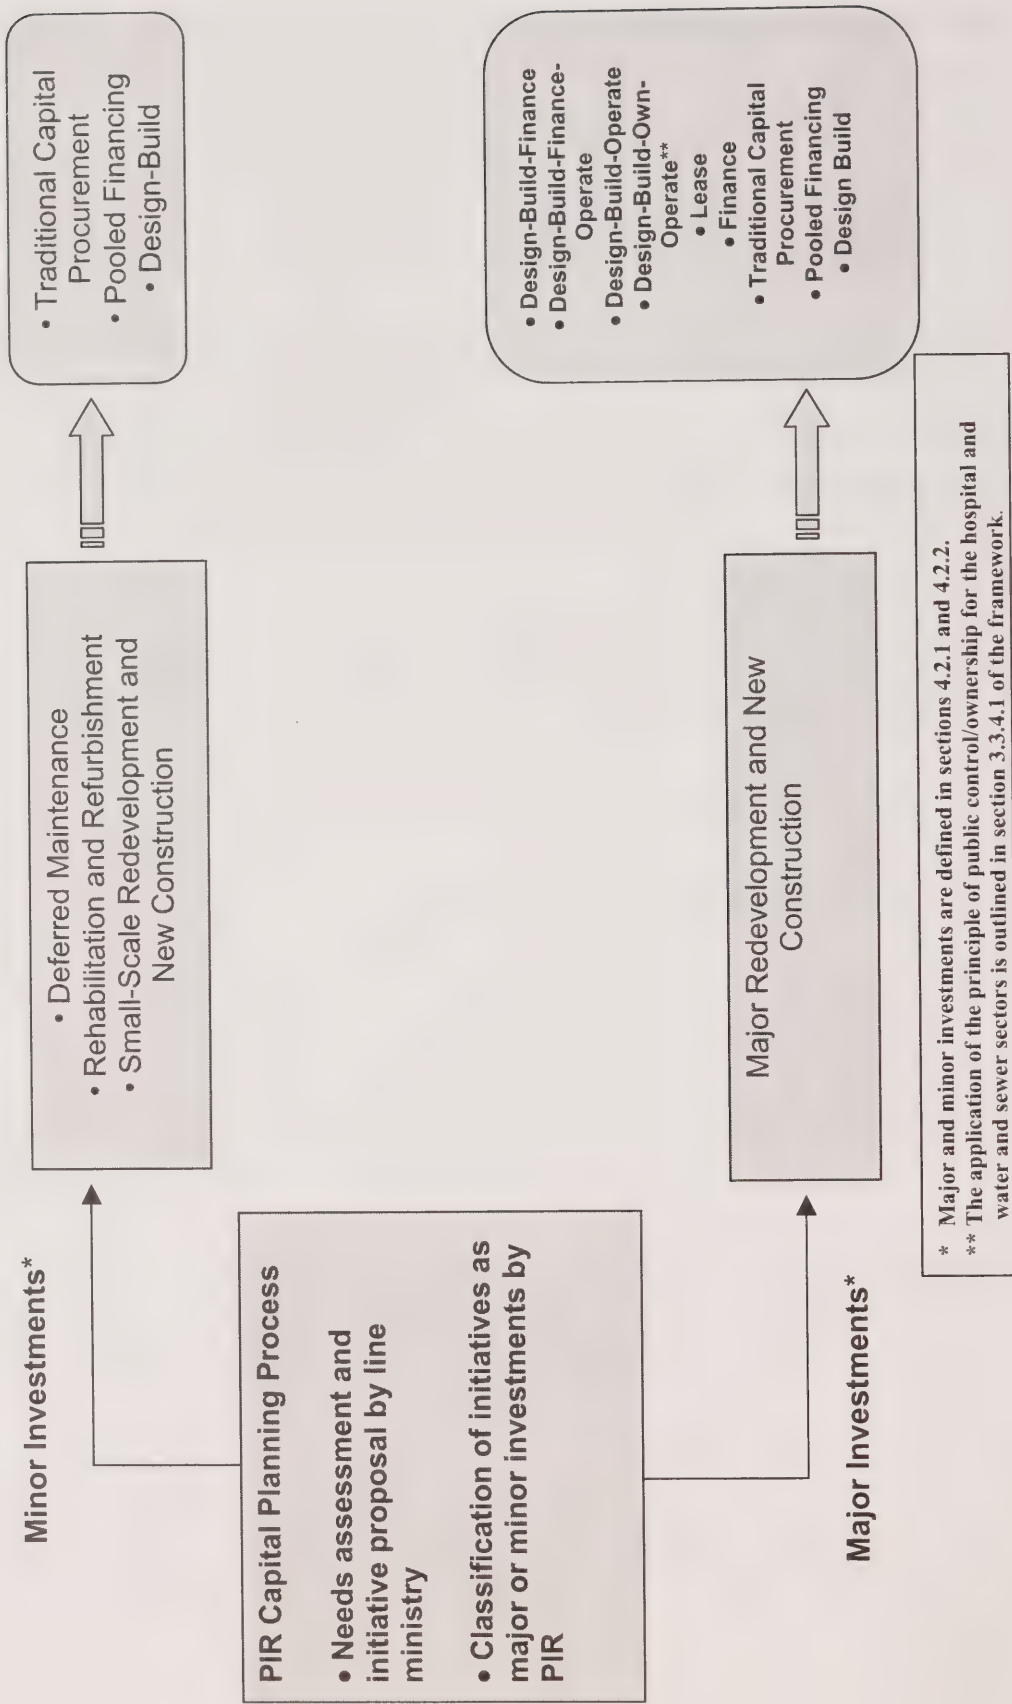 Minor Investments*
• Deferred Maintenance
• Rehabilitation and Refurbishment
• Small-Scale Redevelopment and
New Construction
• Traditional Capital
Procurement
• Pooled Financing
• Design-Build
PIR Capital Planning Process
• Needs assessment and
initiative proposal by line
ministry
• Classification of initiatives as
major or minor investments by
PIR
Major Investments*
Major Redevelopment and New
Construction
• Design-Build-Finance
• Design-Build-Finance-
Operate
• Design-Build-Operate
• Design-Build-Own-
Operate**
• Lease
• Finance
• Traditional Capital
Procurement
• Pooled Financing
• Design Build
* Major and minor investments are defined in sections 4.2.1 and 4.2.2.
** The application of the principle of public control/ownership for the hospital and
water and sewer sectors is outlined in section 3.3.4.1 of the framework.